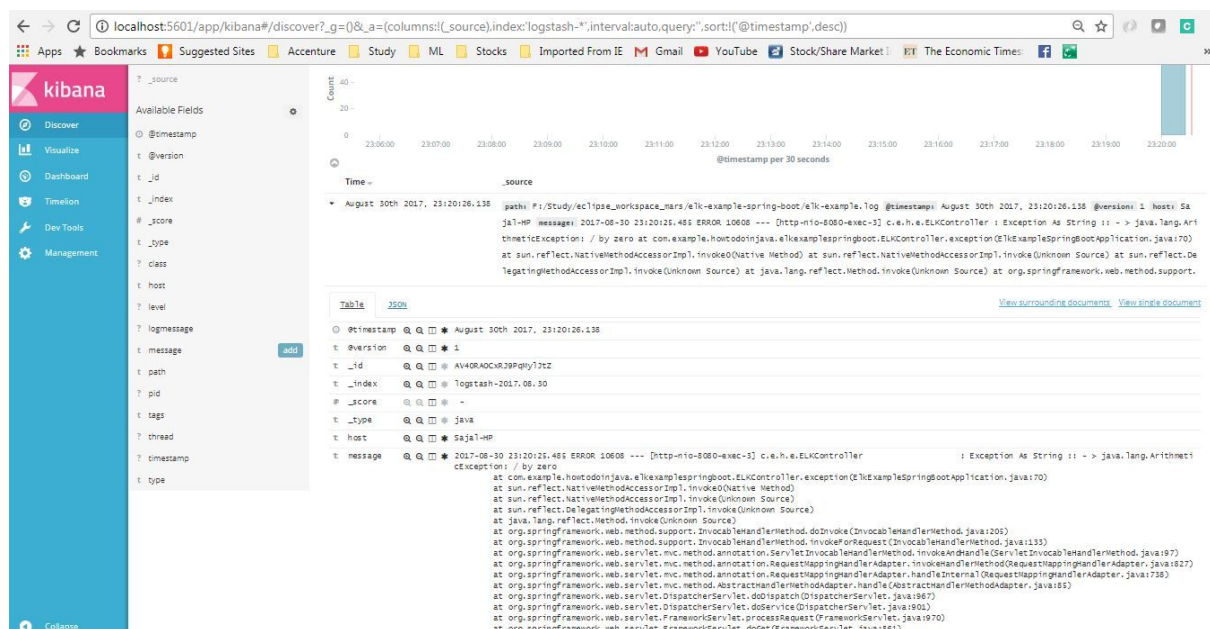 localhost:5601/app/kibana#/discover?_g=()&_a=(columns:!(_source),index:'logstash-*',interval:auto,query:'',sort:!('@timestamp',desc))
Apps Bookmarks Suggested Sites Accenture Study ML Stocks Imported From IE Gmail YouTube Stock/Share Market The Economic Times
kibana
Discover
Visualize
Dashboard
Timelion
Dev Tools
Management
Collapse
? _source
Available Fields
@timestamp
t @version
t _id
t _index
# _score
t _type
? class
t host
? level
? logmessage
t message add
t path
? pid
t tags
? thread
? timestamp
t type
Count
40
20
0
23:06:00 23:07:00 23:08:00 23:09:00 23:10:00 23:11:00 23:12:00 23:13:00 23:14:00 23:15:00 23:16:00 23:17:00 23:18:00 23:19:00 23:20:00
@timestamp per 30 seconds
Time _source
August 30th 2017, 23:20:26.138 path: F:/Study/eclipse_workspace_mars/elk-example-spring-boot/elk-example.log @timestamp: August 30th 2017, 23:20:26.138 @version: 1 host: Sa
jal-HP message: 2017-08-30 23:20:25.485 ERROR 10608 --- [http-nio-8080-exec-3] c.e.h.e.ELKController : Exception As String :: - > java.lang.Ari
thmeticException: / by zero at com.example.howtodoinjava.elkexamplespringboot.ELKController.exception(ElkExampleSpringBootApplication.java:70)
at sun.reflect.NativeMethodAccessorImpl.invoke0(Native Method) at sun.reflect.NativeMethodAccessorImpl.invoke(Unknown Source) at sun.reflect.De
legatingMethodAccessorImpl.invoke(Unknown Source) at java.lang.reflect.Method.invoke(Unknown Source) at org.springframework.web.method.support.
Table JSON View surrounding documents View single document
@timestamp August 30th 2017, 23:20:26.138
t @version 1
t _id
t _index logstash-2017.08.30
# _score -
t _type java
t host Sajal-HP
t message 2017-08-30 23:20:25.485 ERROR 10608 --- [http-nio-8080-exec-3] c.e.h.e.ELKController : Exception As String :: - > java.lang.Arithmeti
cException: / by zero
at com.example.howtodoinjava.elkexamplespringboot.ELKController.exception(ElkExampleSpringBootApplication.java:70)
at sun.reflect.NativeMethodAccessorImpl.invoke0(Native Method)
at sun.reflect.NativeMethodAccessorImpl.invoke(Unknown Source)
at sun.reflect.DelegatingMethodAccessorImpl.invoke(Unknown Source)
at java.lang.reflect.Method.invoke(Unknown Source)
at org.springframework.web.method.support.InvocableHandlerMethod.doInvoke(InvocableHandlerMethod.java:205)
at org.springframework.web.method.support.InvocableHandlerMethod.invokeForRequest(InvocableHandlerMethod.java:133)
at org.springframework.web.servlet.mvc.method.annotation.ServletInvocableHandlerMethod.invokeAndHandle(ServletInvocableHandlerMethod.java:97)
at org.springframework.web.servlet.mvc.method.annotation.RequestMappingHandlerAdapter.invokeHandlerMethod(RequestMappingHandlerAdapter.java:827)
at org.springframework.web.servlet.mvc.method.annotation.RequestMappingHandlerAdapter.handleInternal(RequestMappingHandlerAdapter.java:738)
at org.springframework.web.servlet.mvc.method.AbstractHandlerMethodAdapter.handle(AbstractHandlerMethodAdapter.java:85)
at org.springframework.web.servlet.DispatcherServlet.doDispatch(DispatcherServlet.java:967)
at org.springframework.web.servlet.DispatcherServlet.doService(DispatcherServlet.java:901)
at org.springframework.web.servlet.FrameworkServlet.processRequest(FrameworkServlet.java:970)
at org.springframework.web.servlet.FrameworkServlet.doGet(FrameworkServlet.java:861)